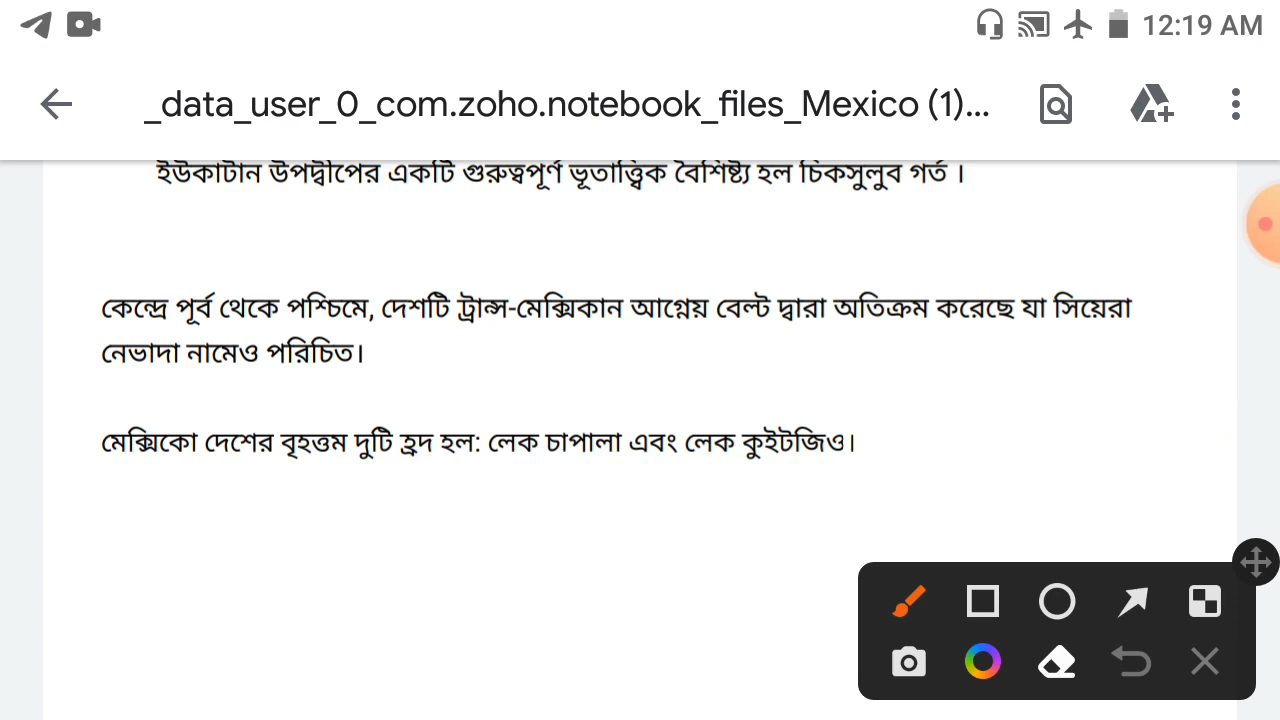 12:19 AM
_data_user_0_com.zoho.notebook_files_Mexico (1)...
ইউকাটান উপদ্বীপের একটি গুরুত্বপূর্ণ ভূতাত্ত্বিক বৈশিষ্ট্য হল চিকসুলুব গর্ত ।
কেন্দ্রে পূর্ব থেকে পশ্চিমে, দেশটি ট্রান্স-মেক্সিকান আগ্নেয় বেল্ট দ্বারা অতিক্রম করেছে যা সিয়েরা
নেভাদা নামেও পরিচিত।
মেক্সিকো দেশের বৃহত্তম দুটি হ্রদ হল: লেক চাপালা এবং লেক কুইটজিও।